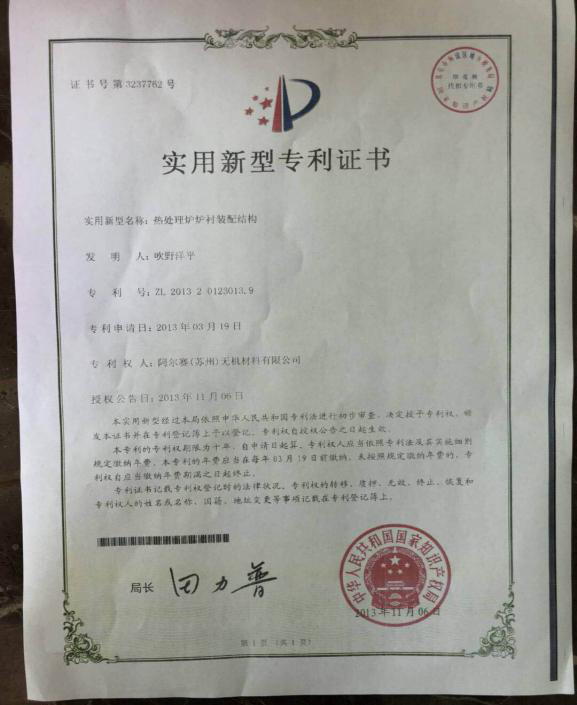 证书号第3237762号
实用新型专利证书
实用新型名称：热处理炉炉衬装配结构
发明人：吹野洋平
专利号：ZL 2013 2 0123013.9
专利申请日：2013年03月19日
专利权人：阿尔赛(苏州)无机材料有限公司
授权公告日：2013年11月06日
本实用新型经过本局依照中华人民共和国专利法进行初步审查，决定授予专利权，颁
发本证书并在专利登记簿上予以登记。专利权自授权公告之日起生效。
本专利的专利权期限为十年，自申请日起算。专利权人应当依照专利法及其实施细则
规定缴纳年费。本专利的年费应当在每年03月19日前缴纳。未按照规定缴纳年费的，专
利权自应当缴纳年费期满之日起终止。
专利证书记载专利权登记时的法律状况。专利权的转移、质押、无效、终止、恢复和
专利权人的姓名或名称、国籍、地址变更等事项记载在专利登记簿上。
局长 田力普
中华人民共和国国家知识产权局
2013年11月06日
第1页（共1页）